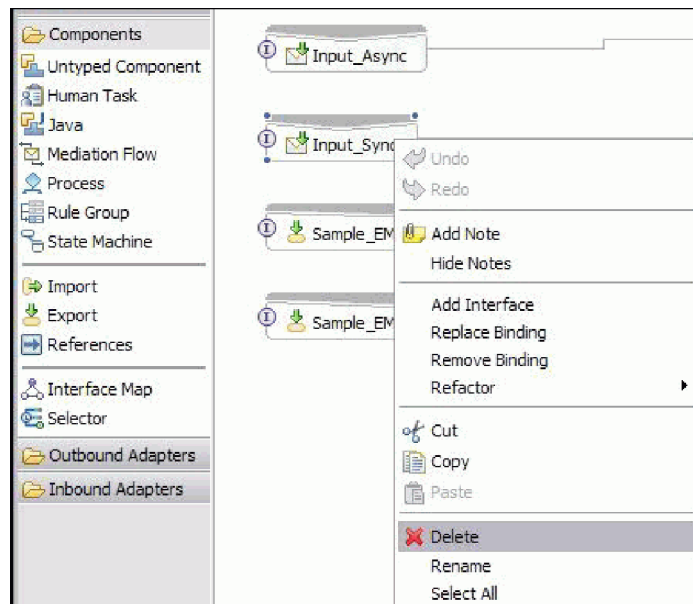 Components
Untyped Component
Human Task
Java
Mediation Flow
Process
Rule Group
State Machine
Import
Export
References
Interface Map
Selector
Outbound Adapters
Inbound Adapters
I Input_Async
I Input_Sync
I Sample_EM
I Sample_EM
Undo
Redo
Add Note
Hide Notes
Add Interface
Replace Binding
Remove Binding
Refactor
Cut
Copy
Paste
Delete
Rename
Select All